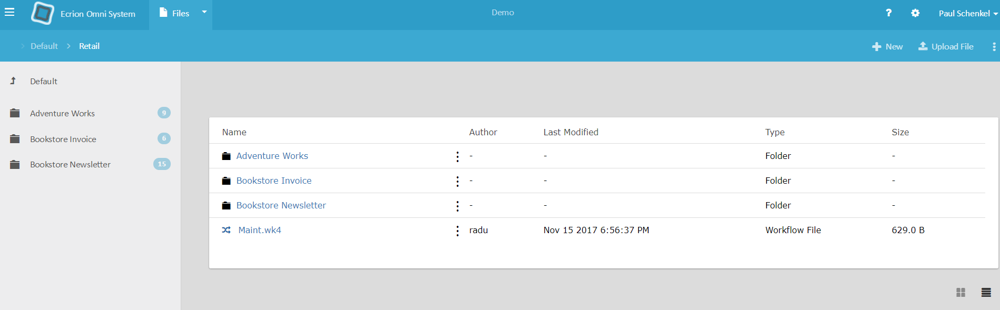 Ecrion Omni System Files Demo ? Paul Schenkel
Default > Retail New Upload File
Default
Adventure Works 9
Bookstore Invoice 6
Bookstore Newsletter 15
Name Author Last Modified Type Size
Adventure Works - - Folder -
Bookstore Invoice - - Folder -
Bookstore Newsletter - - Folder -
Maint.wk4 radu Nov 15 2017 6:56:37 PM Workflow File 629.0 B